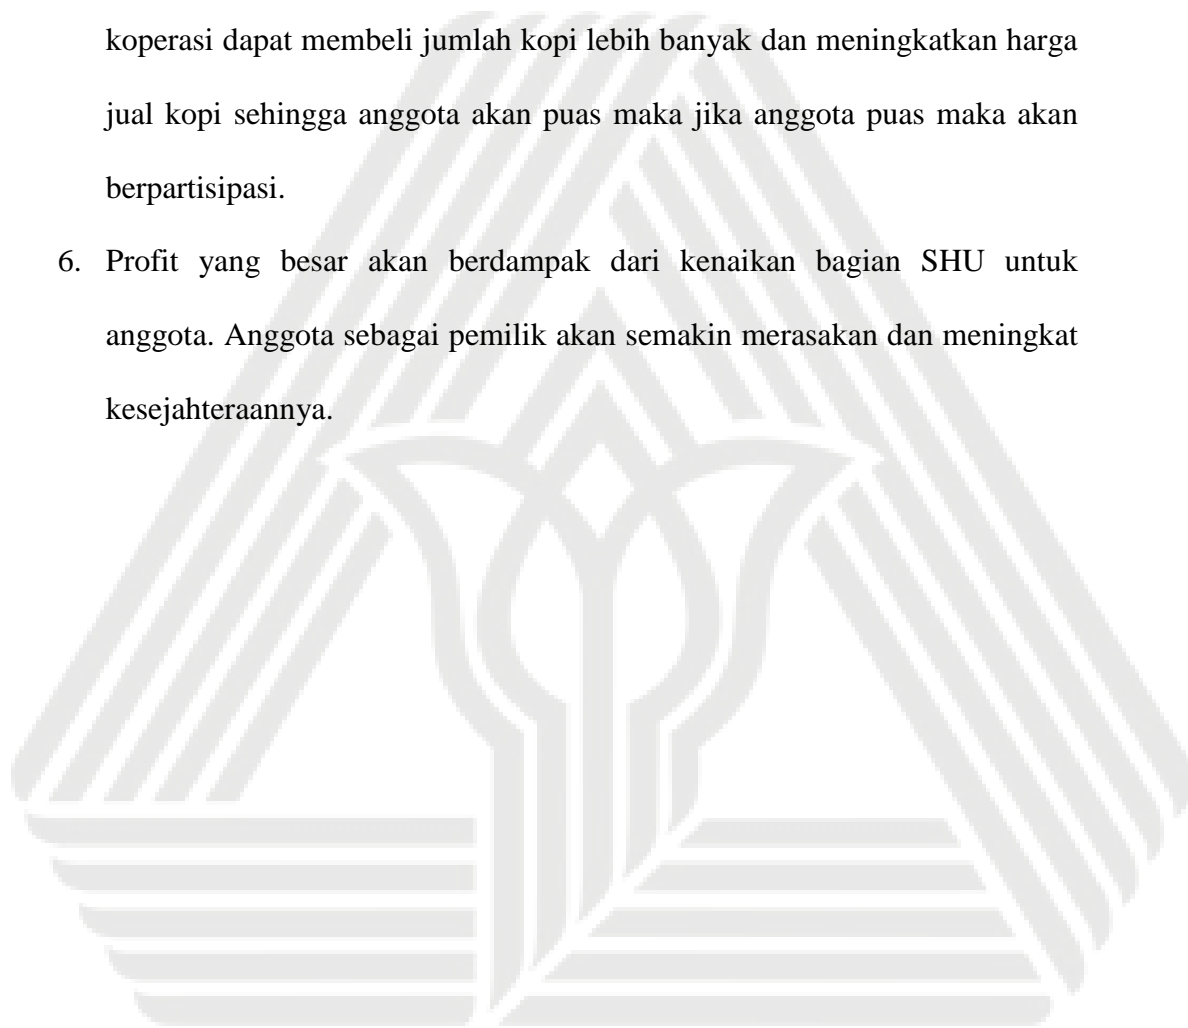 koperasi dapat membeli jumlah kopi lebih banyak dan meningkatkan harga
jual kopi sehingga anggota akan puas maka jika anggota puas maka akan
berpartisipasi.
6. Profit yang besar akan berdampak dari kenaikan bagian SHU untuk
anggota. Anggota sebagai pemilik akan semakin merasakan dan meningkat
kesejahteraannya.